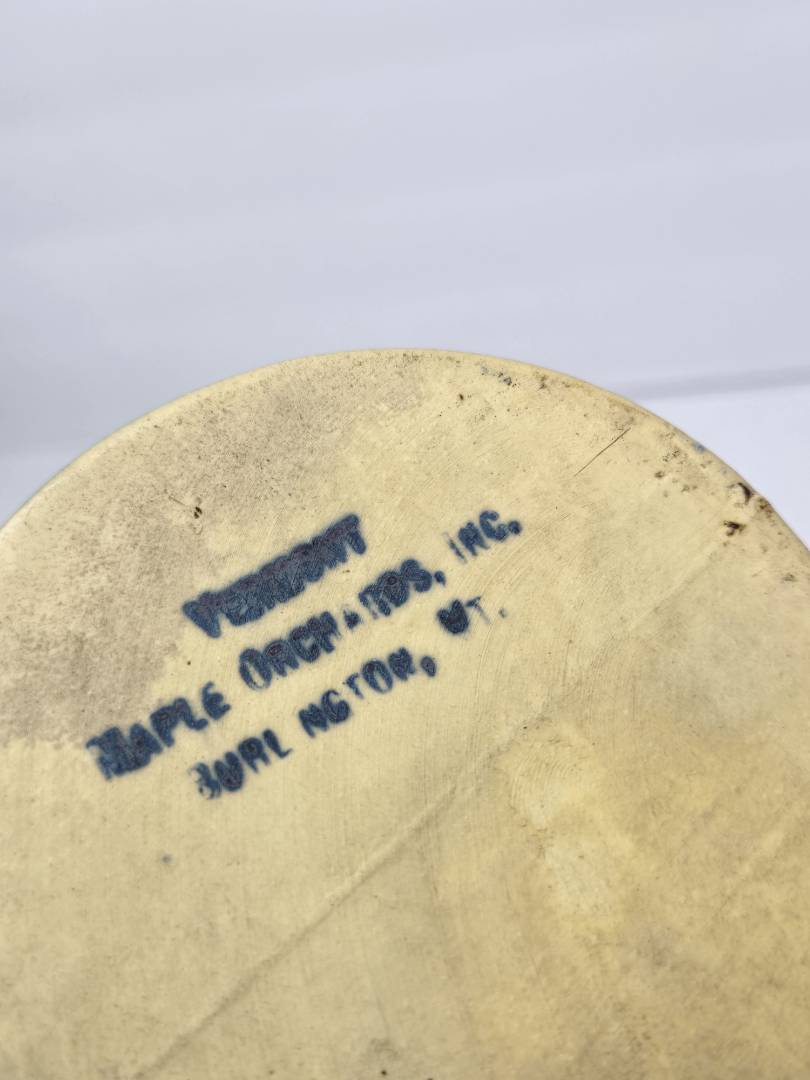 VERMONT
MAPLE ORCHARDS, INC.
BURLINGTON, VT.